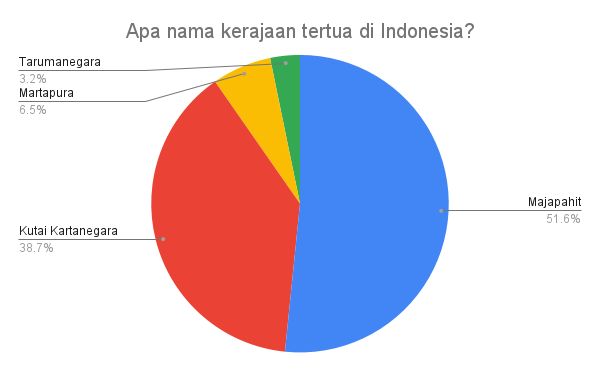 Apa nama kerajaan tertua di Indonesia?
Tarumanegara
3.2%
Martapura
6.5%
Kutai Kartanegara
38.7%
Majapahit
51.6%